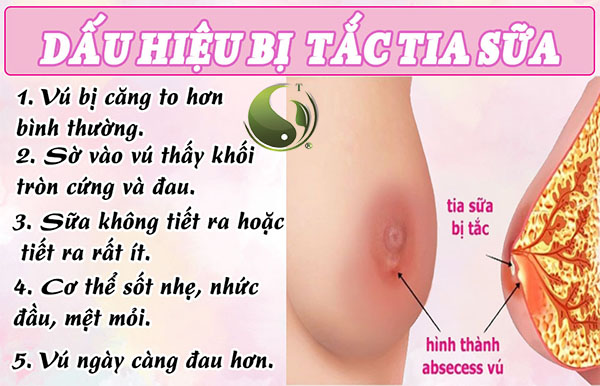 DẤU HIỆU BỊ TẮC TIA SỮA
1. Vú bị căng to hơn
bình thường.
2. Sờ vào vú thấy khối
tròn cứng và đau.
3. Sữa không tiết ra hoặc
tiết ra rất ít.
4. Cơ thể sốt nhẹ, nhức
đầu, mệt mỏi.
5. Vú ngày càng đau hơn.
T
®
tia sữa
bị tắc
hình thành
absecess vú